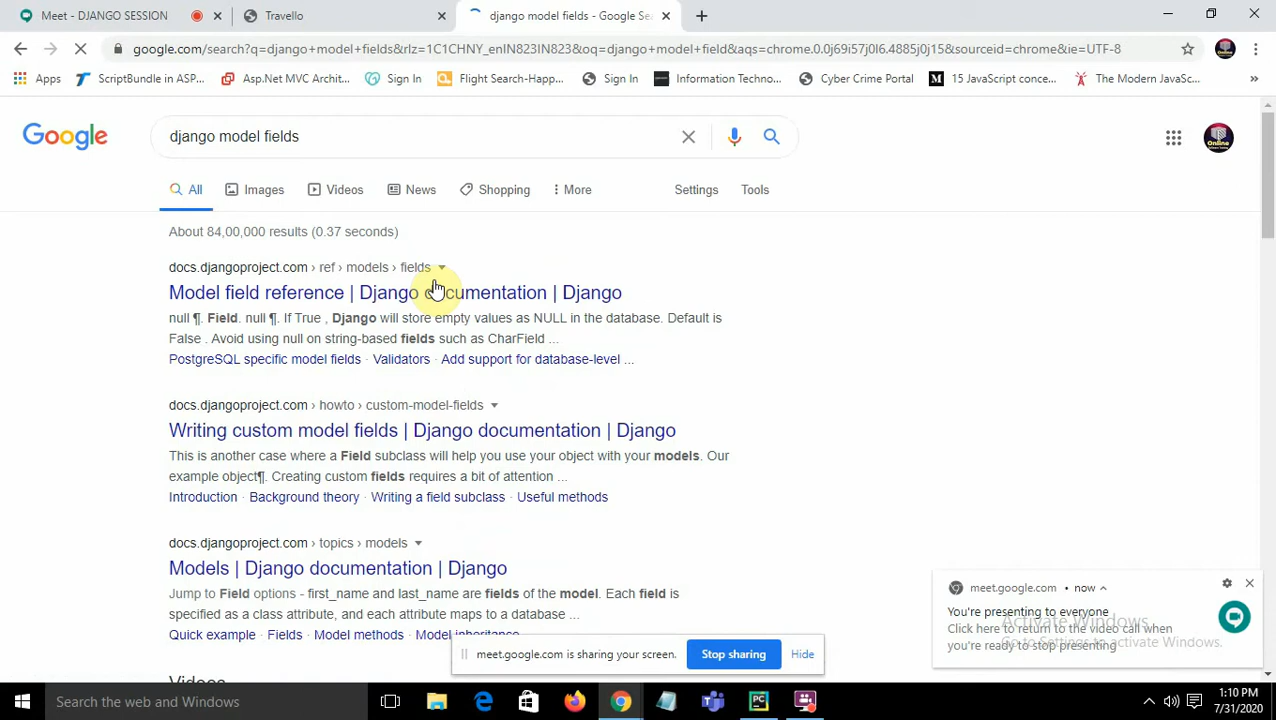 Meet - DJANGO SESSION
Travello
django model fields - Google Sea
google.com/search?q=django+model+fields&rlz=1C1CHNY_enIN823IN823&oq=django+model+field&aqs=chrome.0.0j69i57j0l6.4885j0j15&sourceid=chrome&ie=UTF-8
Apps
ScriptBundle in ASP...
Asp.Net MVC Archit...
Sign In
Flight Search-Happ...
Sign In
Information Techno...
Cyber Crime Portal
15 JavaScript conce...
The Modern JavaSc...
Google
django model fields
All
Images
Videos
News
Shopping
More
Settings
Tools
About 84,00,000 results (0.37 seconds)
docs.djangoproject.com › ref › models › fields
Model field reference | Django documentation | Django
null ¶. Field. null ¶. If True , Django will store empty values as NULL in the database. Default is
False . Avoid using null on string-based fields such as CharField ...
PostgreSQL specific model fields · Validators · Add support for database-level ...
docs.djangoproject.com › howto › custom-model-fields
Writing custom model fields | Django documentation | Django
This is another case where a Field subclass will help you use your object with your models. Our
example object¶. Creating custom fields requires a bit of attention ...
Introduction · Background theory · Writing a field subclass · Useful methods
docs.djangoproject.com › topics › models
Models | Django documentation | Django
Jump to Field options - first_name and last_name are fields of the model. Each field is
specified as a class attribute, and each attribute maps to a database ...
Quick example · Fields · Model methods · Model inheritance
Videos
meet.google.com • now
You're presenting to everyone
Click here to return to the video call when
you're ready to stop presenting
Activate Windows
Go to Settings to activate Windows.
meet.google.com is sharing your screen.
Stop sharing
Hide
Search the web and Windows
1:10 PM
7/31/2020